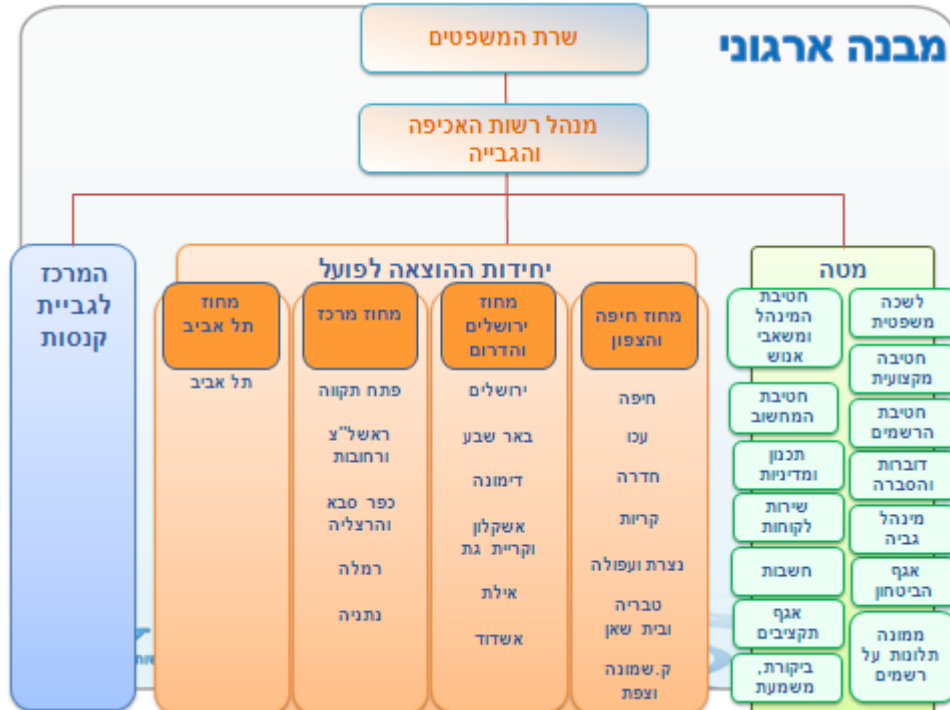 מבנה ארגוני
שרת המשפטים
מנהל רשות האכיפה
והגבייה
מטה
לשכה
משפטית
חטיבה
מקצועית
חטיבת
הרשמים
דוברות
והסברה
מינהל
גביה
אגף
הביטחון
ממונה
תלונות על
רשמים
חטיבת
המינהל
ומשאבי
אנוש
חטיבת
המחשוב
תכנון
ומדיניות
שירות
לקוחות
חשבות
אגף
תקציבים
ביקורת,
משמעת
יחידות ההוצאה לפועל
מחוז חיפה
והצפון
חיפה
עכו
חדרה
קריות
נצרת ועפולה
טבריה
ובית שאן
ק.שמונה
וצפת
מחוז
ירושלים
והדרום
ירושלים
באר שבע
דימונה
אשקלון
וקריית גת
אילת
אשדוד
מחוז מרכז
פתח תקווה
ראשל"צ
ורחובות
כפר סבא
והרצליה
רמלה
נתניה
מחוז
תל אביב
תל אביב
המרכז
לגביית
קנסות